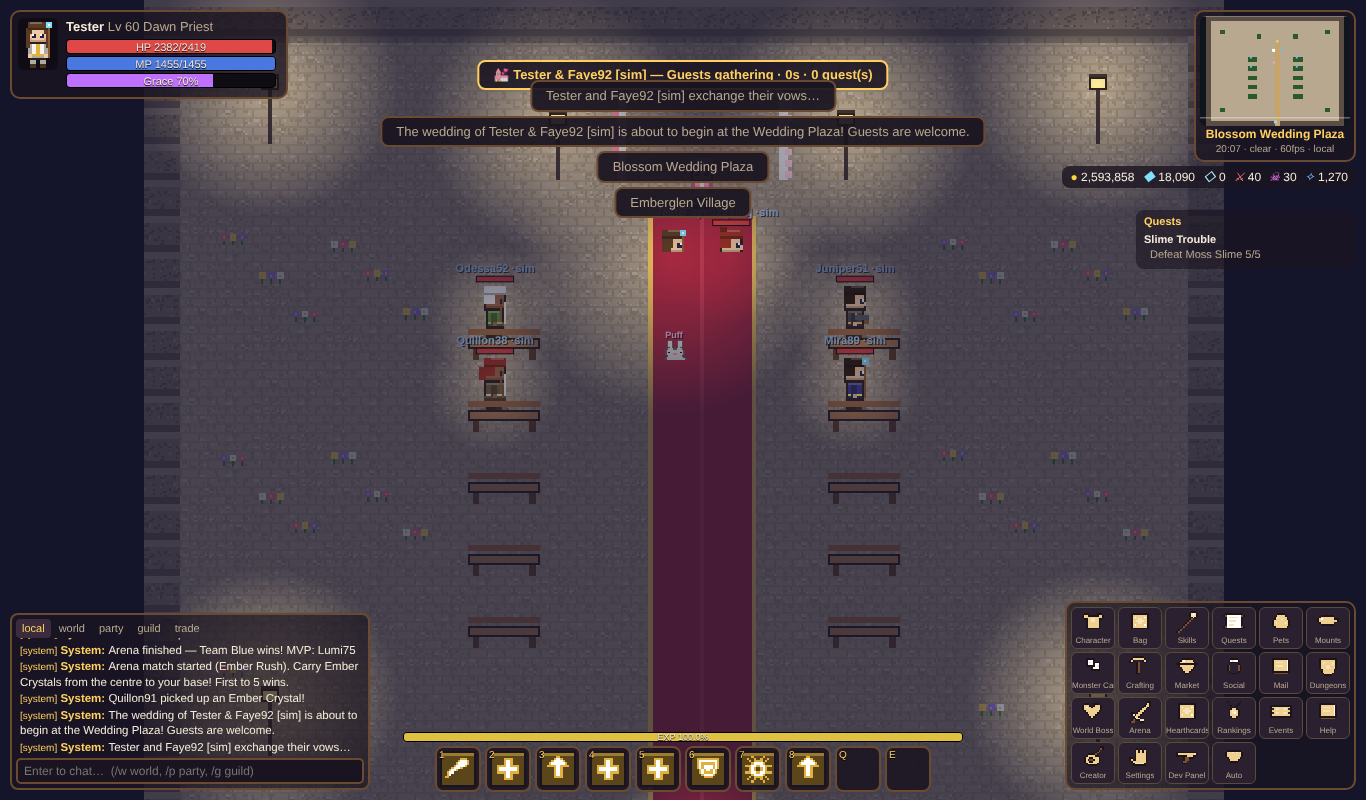 Tester Lv 60 Dawn Priest
HP 2382/2419
MP 1455/1455
Grace 70%
Tester & Faye92 [sim] — Guests gathering · 0s · 0 guest(s)
Tester and Faye92 [sim] exchange their vows…
The wedding of Tester & Faye92 [sim] is about to begin at the Wedding Plaza! Guests are welcome.
Blossom Wedding Plaza
Emberglen Village
Blossom Wedding Plaza
20:07 · clear · 60fps · local
2,593,858 18,090 0 40 30 1,270
Quests
Slime Trouble
Defeat Moss Slime 5/5
·sim
Odessa52 ·sim
Juniper51 ·sim
Quillon38 ·sim
Mira89 ·sim
Puff
local world party guild trade
[system] System: Arena finished — Team Blue wins! MVP: Lumi75
[system] System: Arena match started (Ember Rush). Carry Ember
Crystals from the centre to your base! First to 5 wins.
[system] System: Quillon91 picked up an Ember Crystal!
[system] System: The wedding of Tester & Faye92 [sim] is about to
begin at the Wedding Plaza! Guests are welcome.
[system] System: Tester and Faye92 [sim] exchange their vows…
Enter to chat… (/w world, /p party, /g guild)
EXP 100.0%
1 2 3 4 5 6 7 8 Q E
Character Bag Skills Quests Pets Mounts
Monster Ca Crafting Market Social Mail Dungeons
World Boss Arena Hearthcards Rankings Events Help
Creator Settings Dev Panel Auto